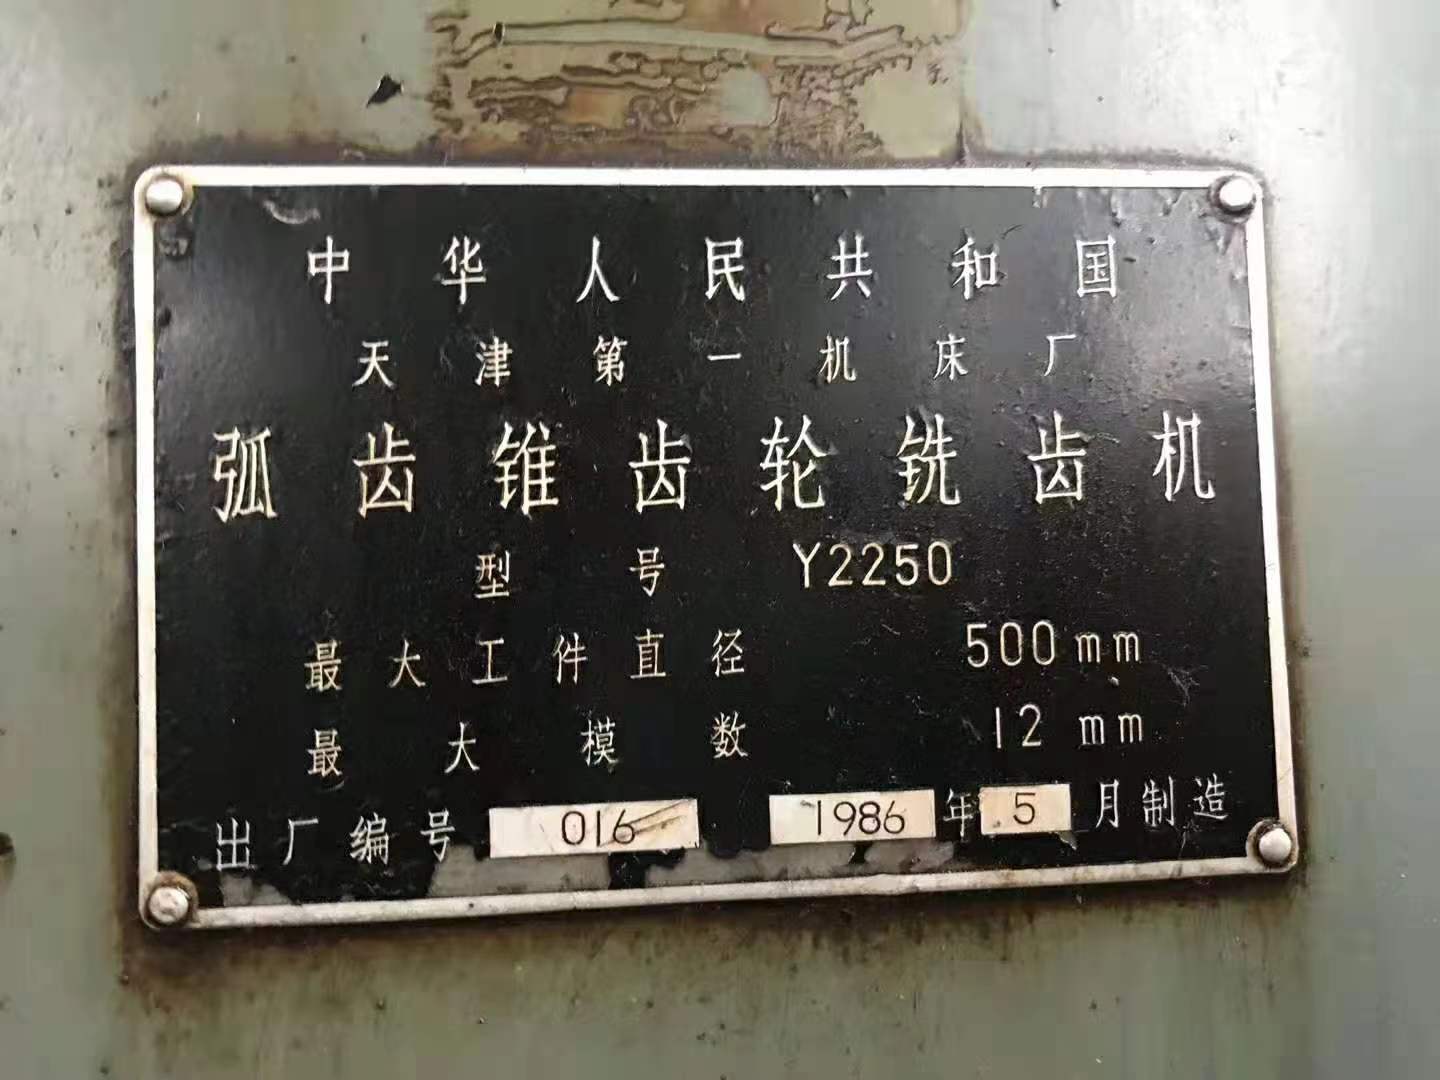 中华人民共和国
天津第一机床厂
弧齿锥齿轮铣齿机
型号 Y2250
最大工件直径 500mm
最大模数 12mm
出厂编号 016 1986年5月制造